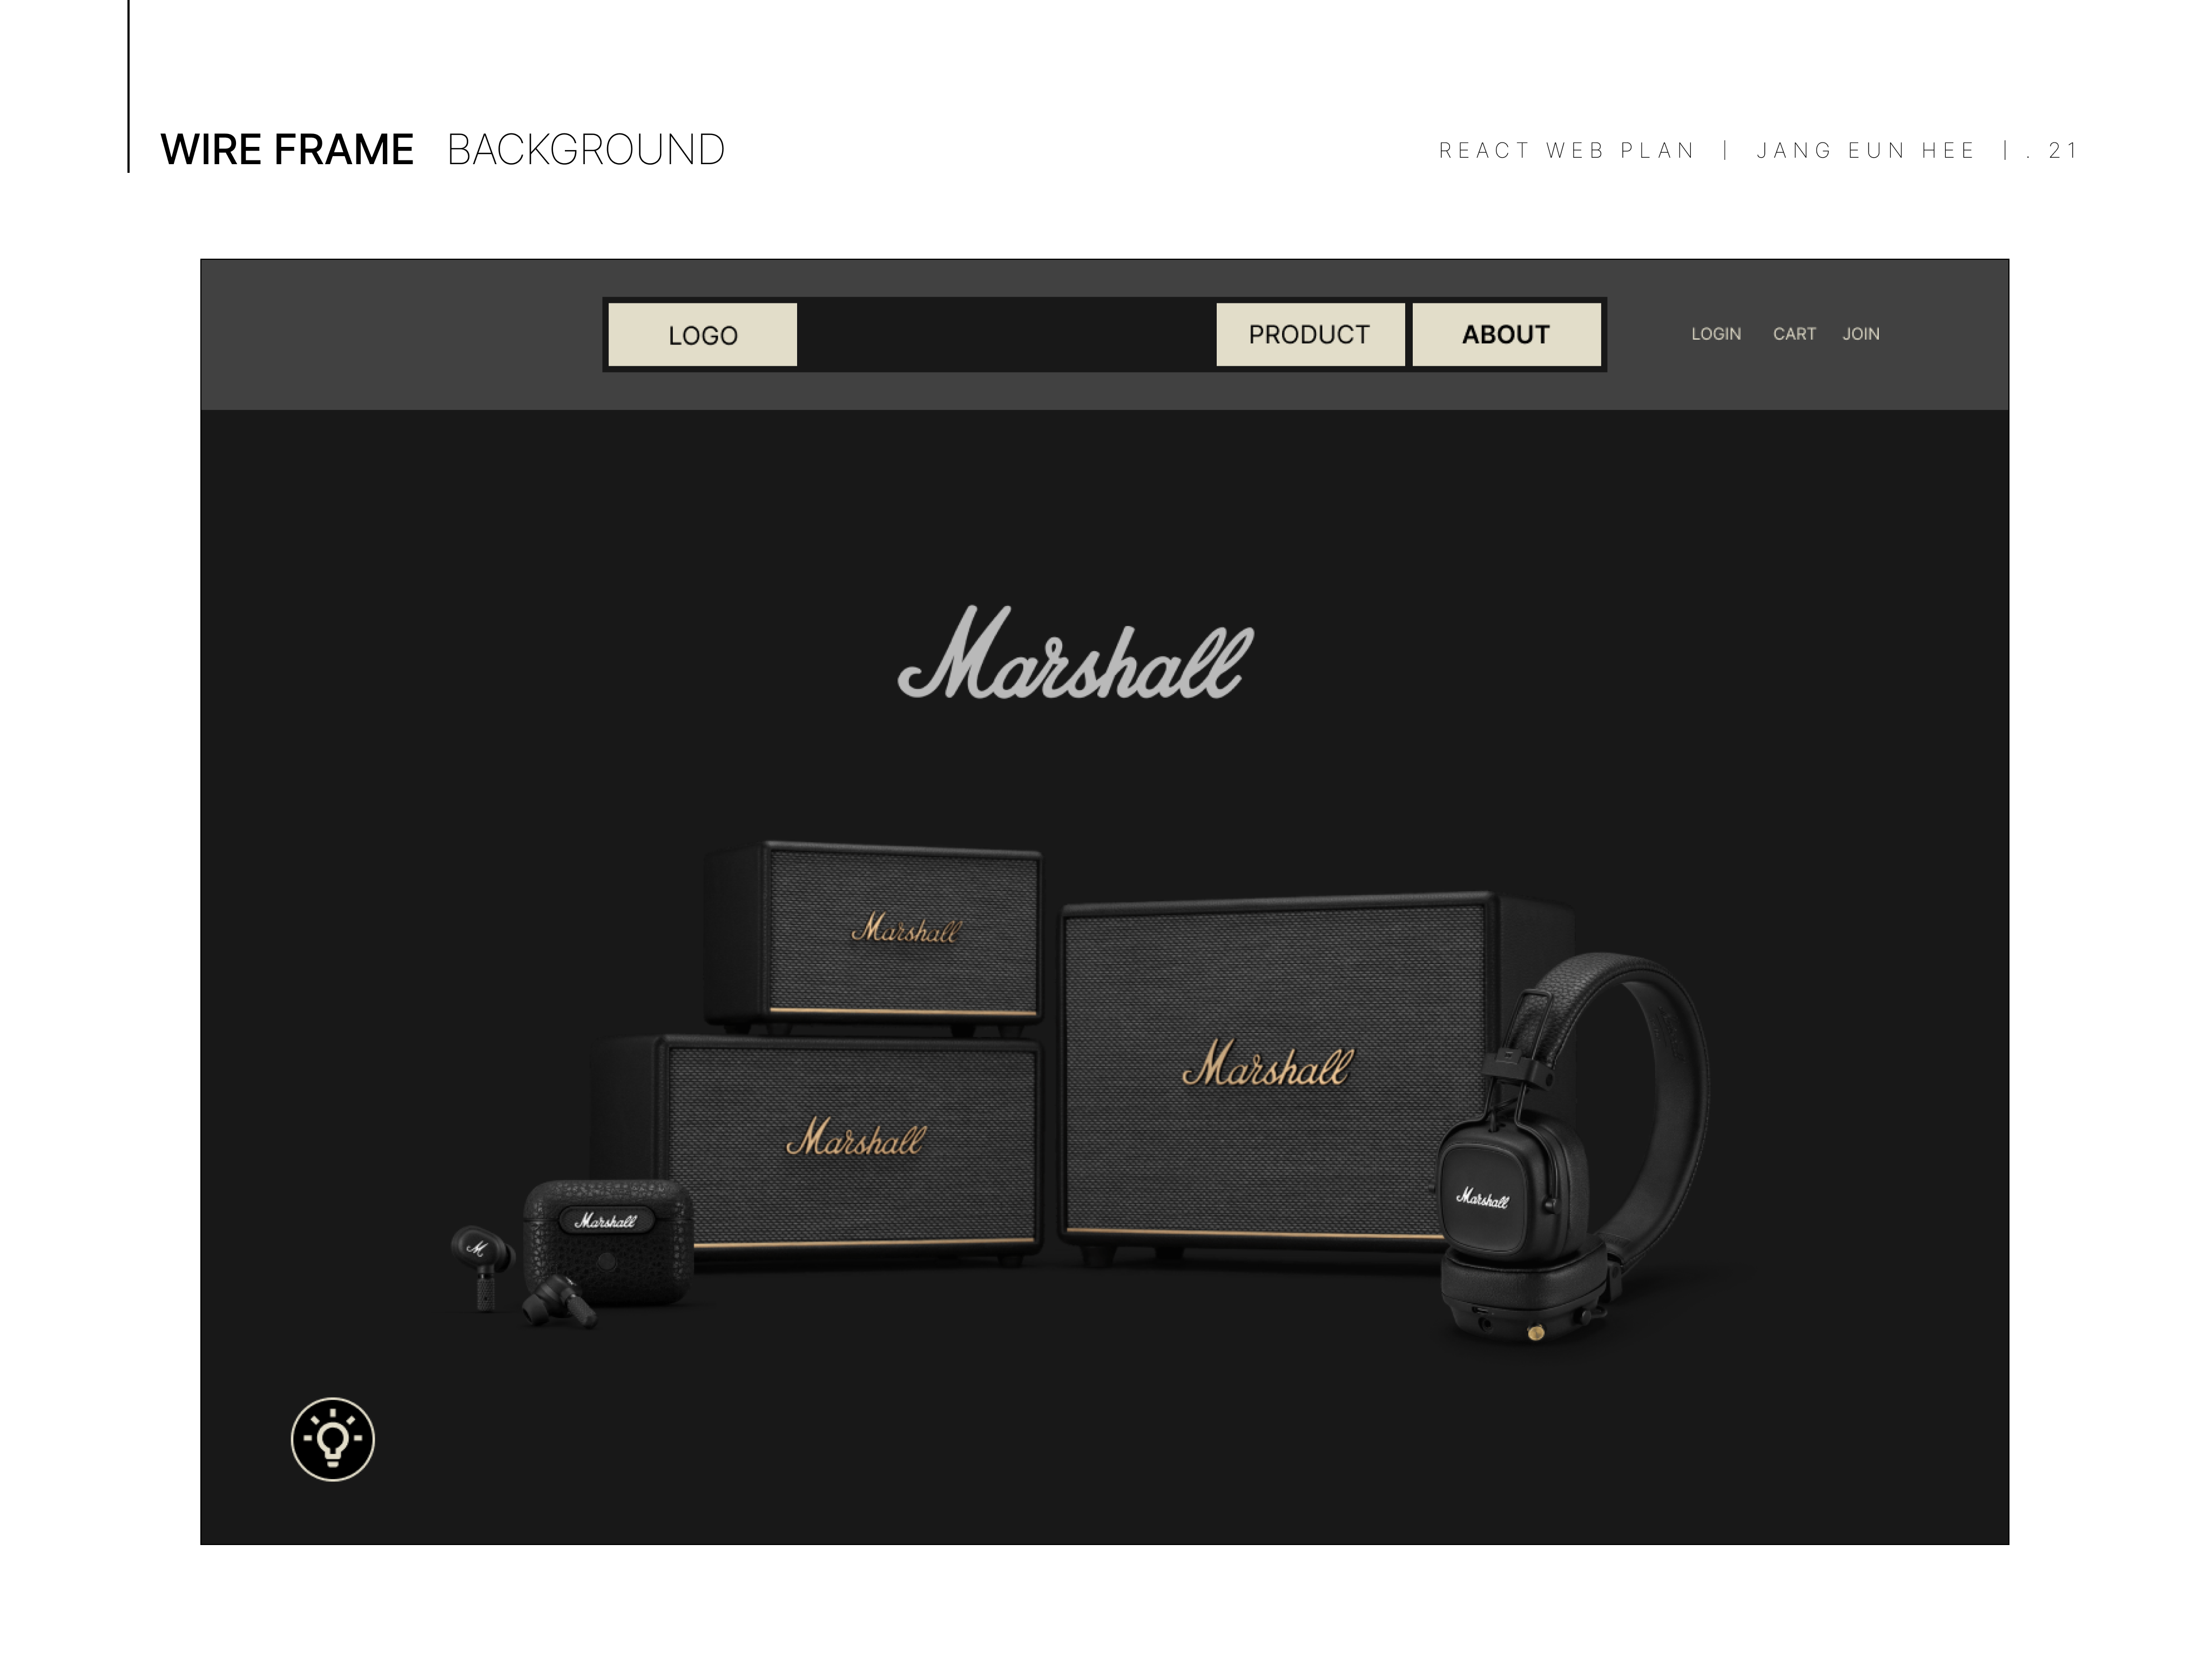 WIRE FRAME BACKGROUND
REACT WEB PLAN | JANG EUN HEE | . 21
LOGO PRODUCT ABOUT LOGIN CART JOIN
Marshall
Marshall
Marshall
Marshall
Marshall
Marshall
M